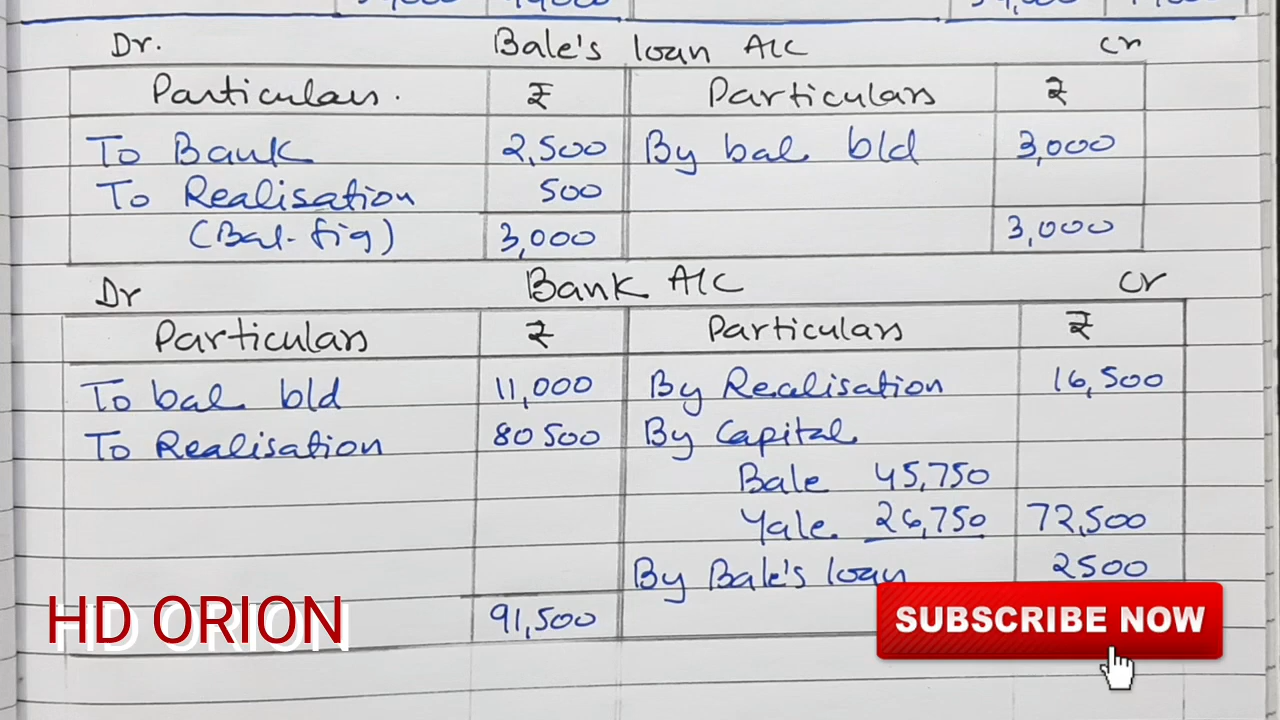 Dr. Bale's loan A/C Cr
Particulars. ₹ Particulars ₹
To Bank 2,500 By bal b/d 3,000
To Realisation 500
(Bal. fig) 3,000 3,000
Dr Bank A/C Cr
Particulars ₹ Particulars ₹
To bal b/d 11,000 By Realisation 16,500
To Realisation 80500 By Capital
Bale 45,750
Yale 26,750 72,500
By Bale's loan 2500
91,500
HD ORION
SUBSCRIBE NOW